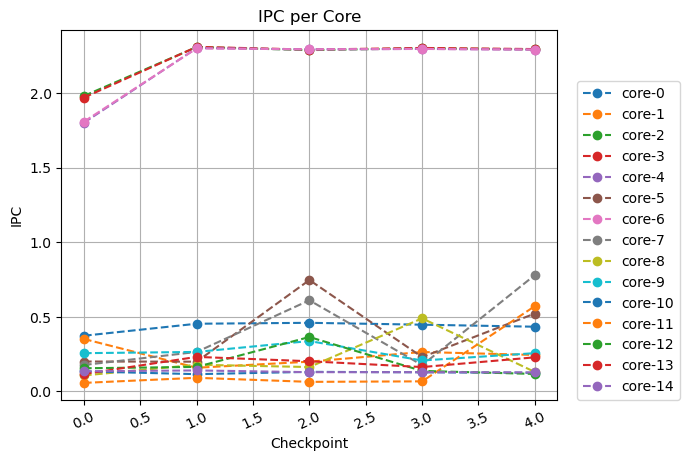 IPC per Core
IPC
2.0
1.5
1.0
0.5
0.0
0.0 0.5 1.0 1.5 2.0 2.5 3.0 3.5 4.0
Checkpoint
core-0
core-1
core-2
core-3
core-4
core-5
core-6
core-7
core-8
core-9
core-10
core-11
core-12
core-13
core-14